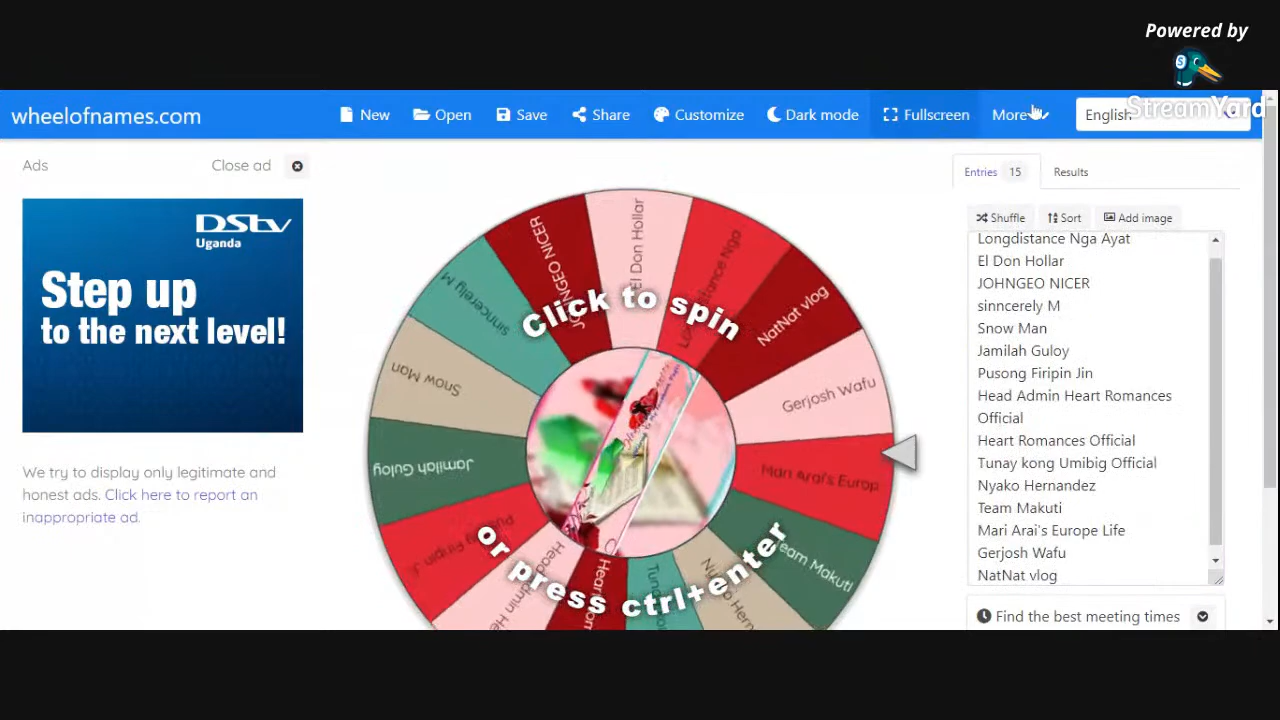 Powered by
StreamYard
wheelofnames.com
New
Open
Save
Share
Customize
Dark mode
Fullscreen
More
English
Ads
Close ad
DStv
Uganda
Step up
to the next level!
We try to display only legitimate and
honest ads. Click here to report an
inappropriate ad.
Click to spin
or press ctrl+enter
El Don Hollar
NatNat vlog
Gerjosh Wafu
Mari Arai's Europ
Team Makuti
Jamilah Guloy
Snow Man
sinncerely M
JOHNGEO NICER
Entries 15
Results
Shuffle
Sort
Add image
Longdistance Nga Ayat
El Don Hollar
JOHNGEO NICER
sinncerely M
Snow Man
Jamilah Guloy
Pusong Firipin Jin
Head Admin Heart Romances
Official
Heart Romances Official
Tunay kong Umibig Official
Nyako Hernandez
Team Makuti
Mari Arai's Europe Life
Gerjosh Wafu
NatNat vlog
Find the best meeting times